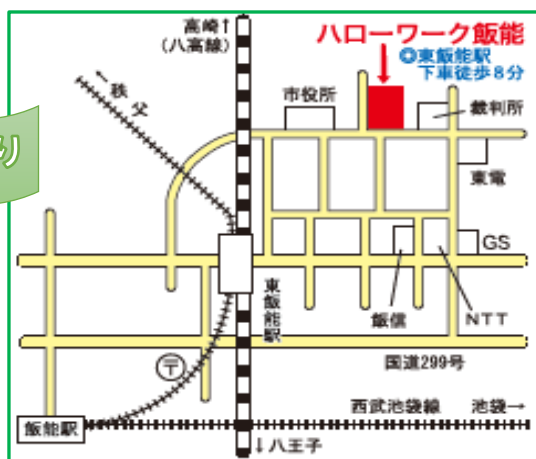 高崎↑
(八高線)
ハローワーク飯能
◎東飯能駅
下車徒歩8分
←秩父
市役所
裁判所
り
東電
GS
東飯能駅
飯信
NTT
〒
国道299号
西武池袋線 池袋→
飯能駅
↓八王子